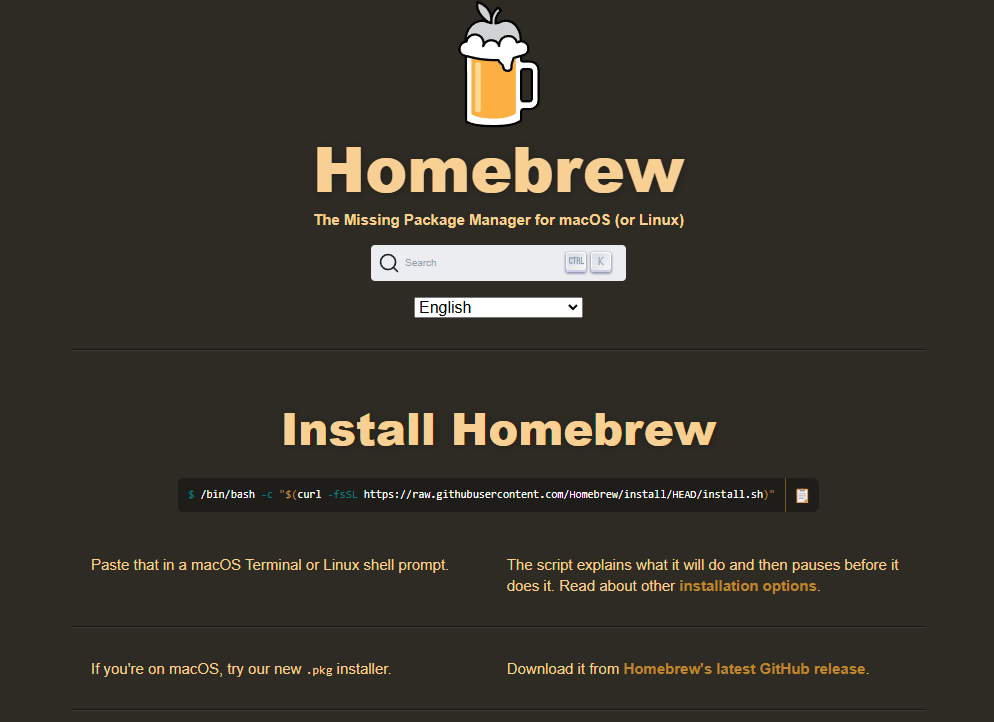 Homebrew
The Missing Package Manager for macOS (or Linux)
Search
CTRL
K
English
Install Homebrew
$ /bin/bash -c "$(curl -fsSL https://raw.githubusercontent.com/Homebrew/install/HEAD/install.sh)"
Paste that in a macOS Terminal or Linux shell prompt.
The script explains what it will do and then pauses before it
does it. Read about other installation options.
If you're on macOS, try our new .pkg installer.
Download it from Homebrew's latest GitHub release.